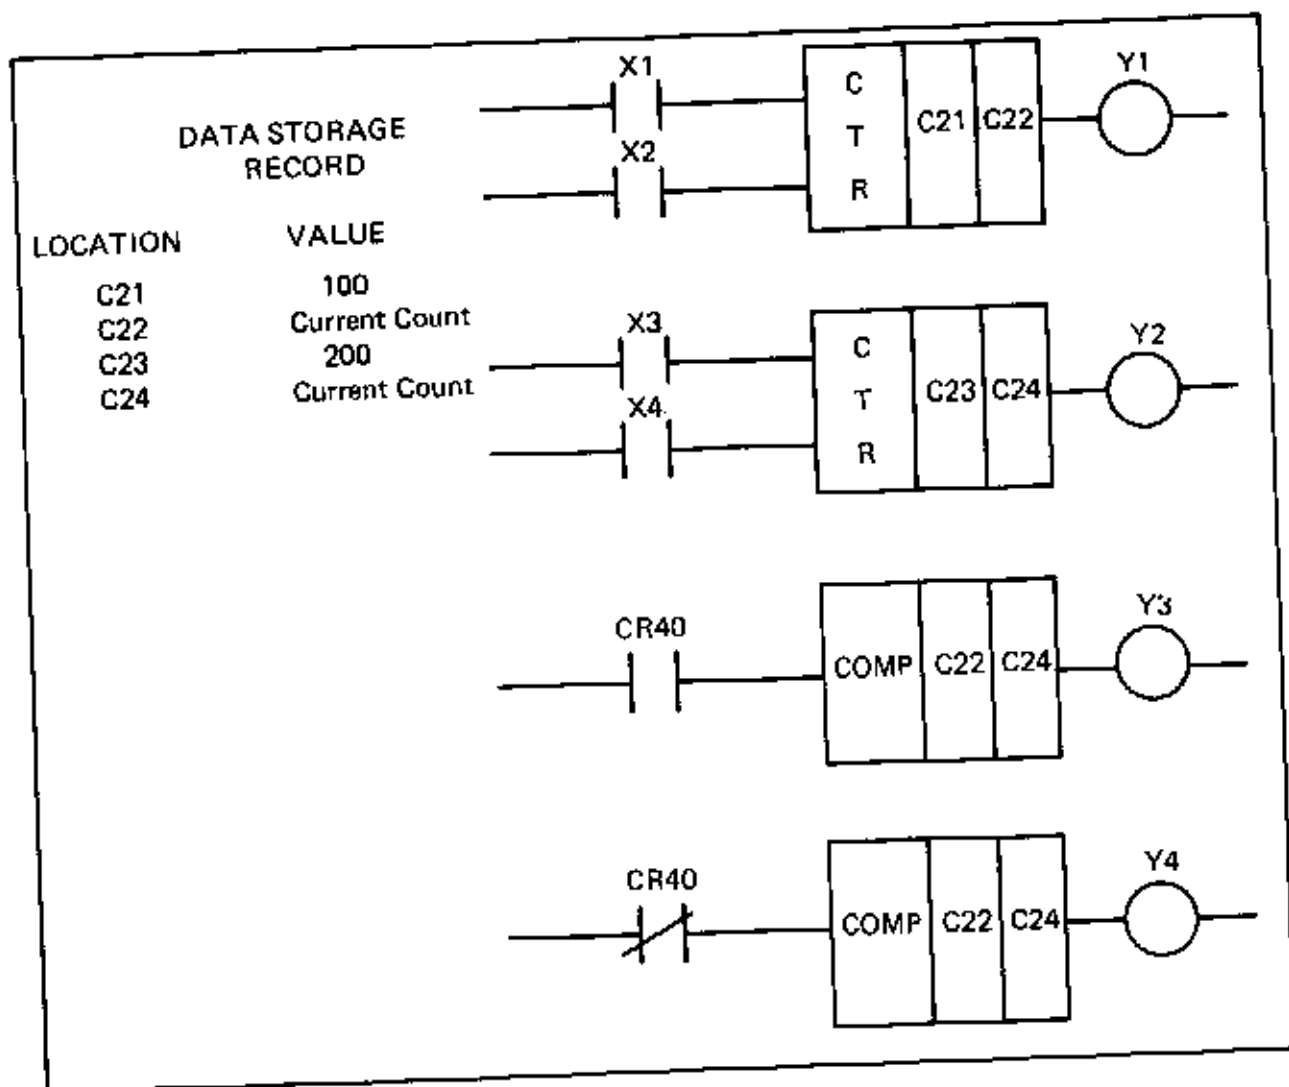 DATA STORAGE
RECORD
LOCATION VALUE
C21 100
C22 Current Count
C23 200
C24 Current Count
X1
X2
C
T
R
C21 C22
Y1
X3
X4
C
T
R
C23 C24
Y2
CR40
COMP C22 C24
Y3
CR40
COMP C22 C24
Y4